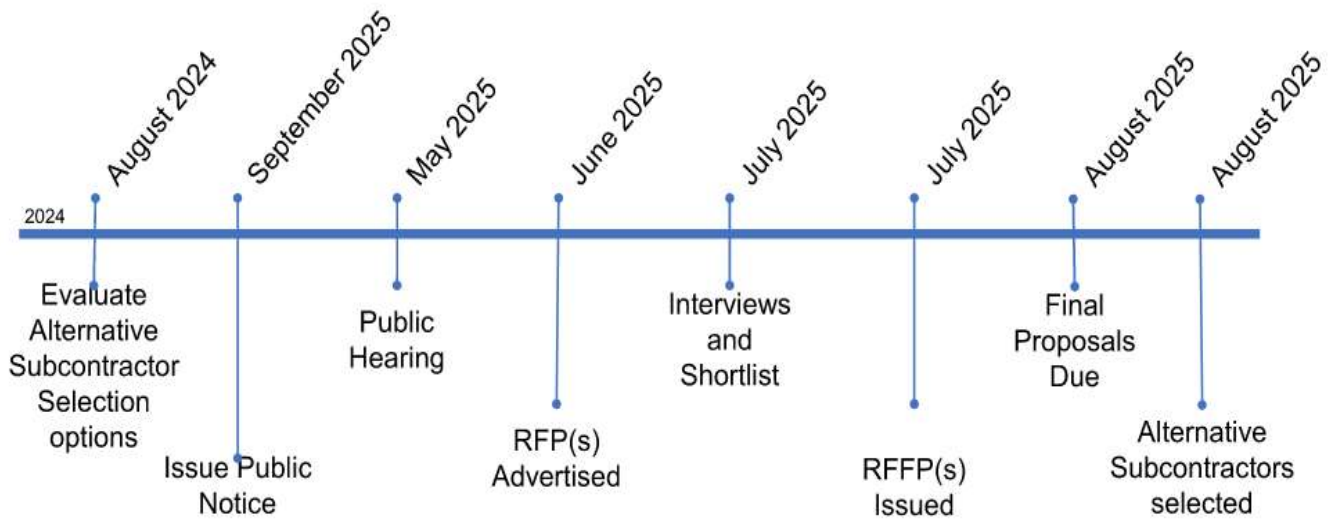 August 2024
September 2025
May 2025
June 2025
July 2025
July 2025
August 2025
August 2025
2024
Evaluate
Alternative
Subcontractor
Selection
options
Issue Public
Notice
Public
Hearing
RFP(s)
Advertised
Interviews
and
Shortlist
RFFP(s)
Issued
Final
Proposals
Due
Alternative
Subcontractors
selected